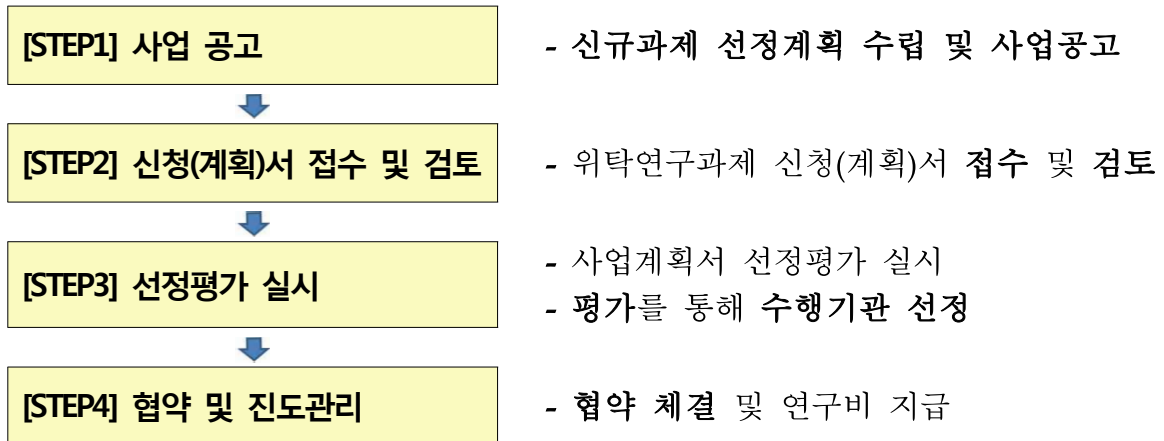 [STEP1] 사업 공고
- 신규과제 선정계획 수립 및 사업공고
[STEP2] 신청(계획)서 접수 및 검토
- 위탁연구과제 신청(계획)서 접수 및 검토
[STEP3] 선정평가 실시
- 사업계획서 선정평가 실시
- 평가를 통해 수행기관 선정
[STEP4] 협약 및 진도관리
- 협약 체결 및 연구비 지급